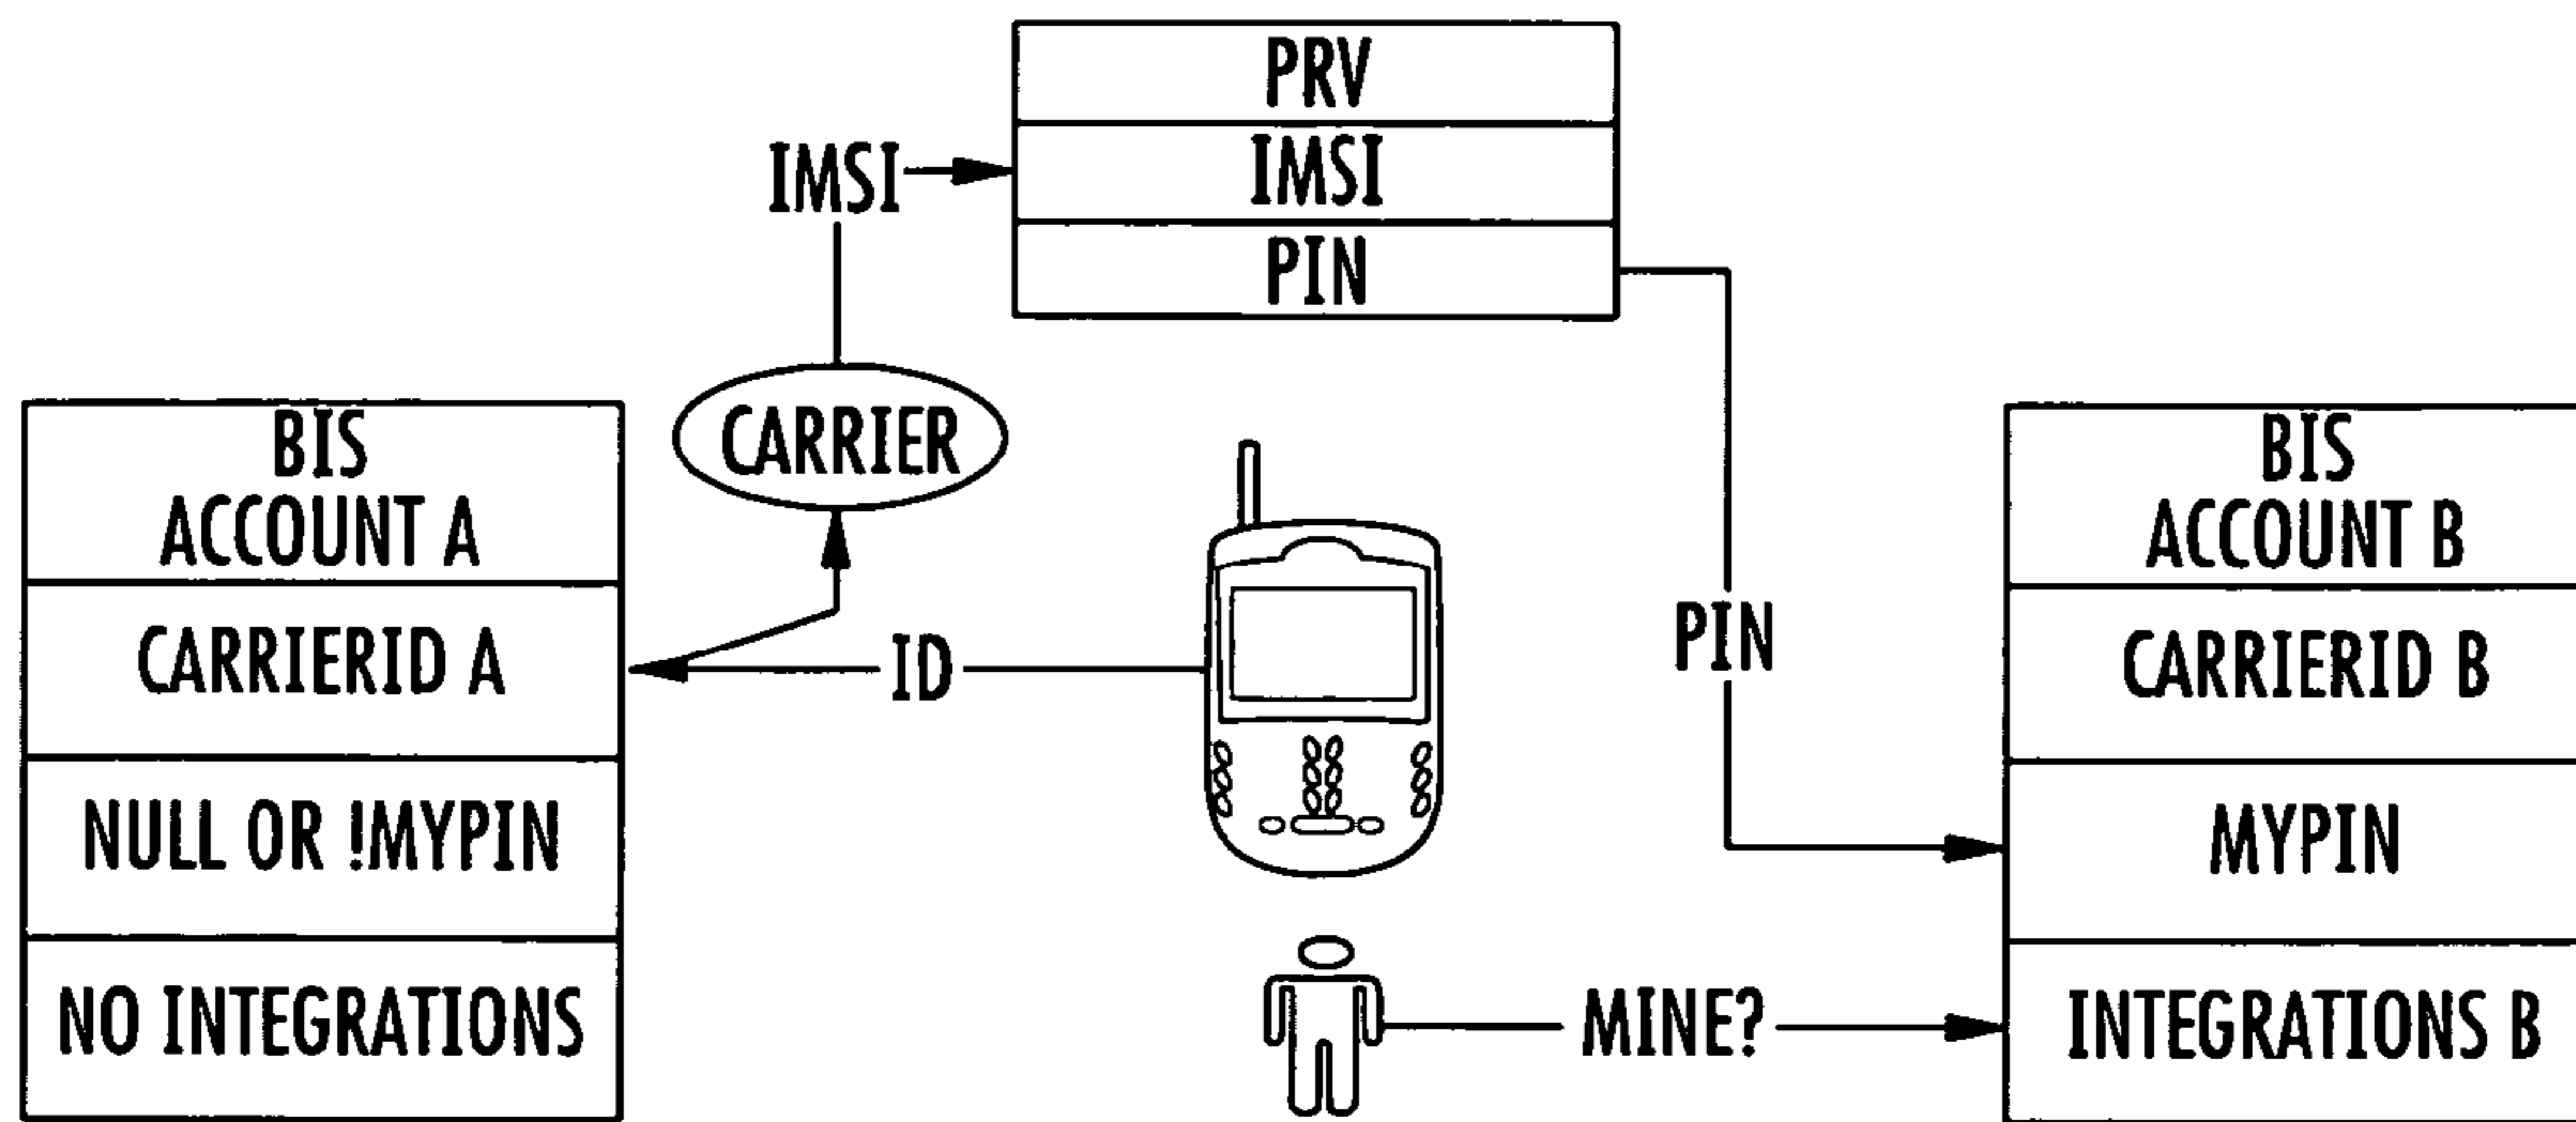 PRV
IMSI
IMSI
PIN
CARRIER
BIS
ACCOUNT A
CARRIERID A
NULL OR !MYPIN
NO INTEGRATIONS
ID
PIN
MINE?
BIS
ACCOUNT B
CARRIERID B
MYPIN
INTEGRATIONS B